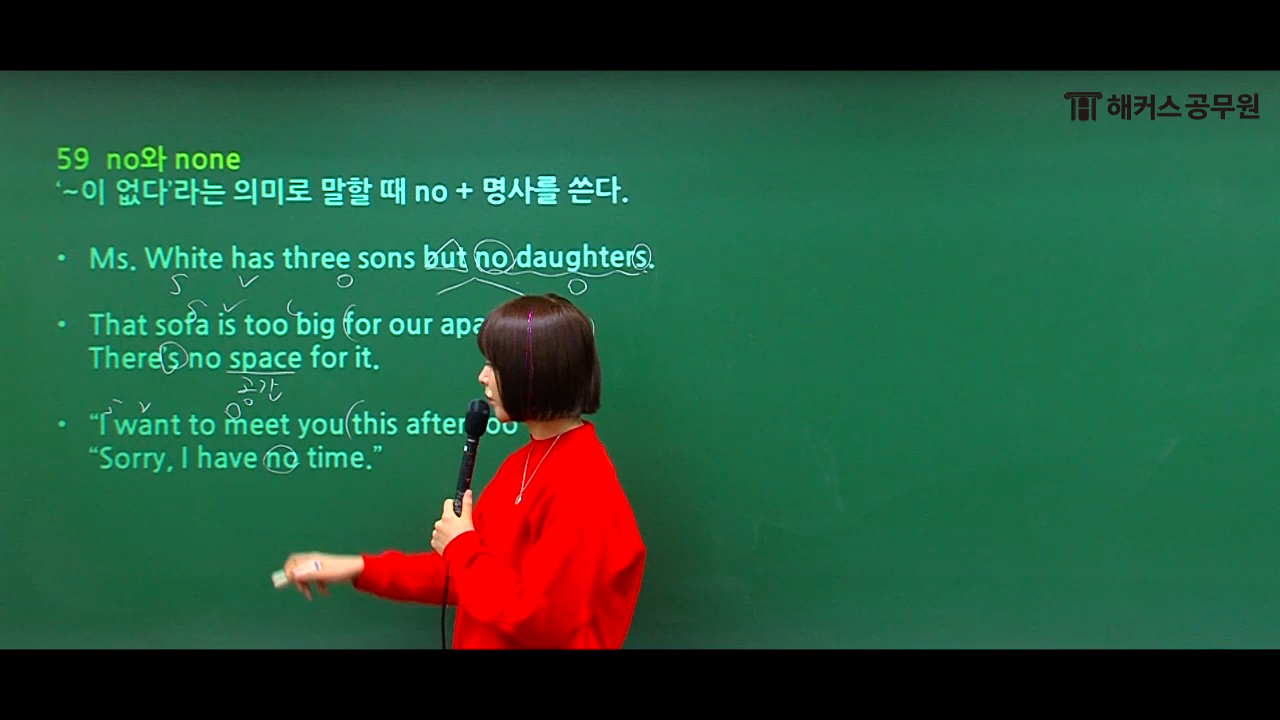 해커스 공무원
59 no와 none
‘~이 없다’라는 의미로 말할 때 no + 명사를 쓴다.
• Ms. White has three sons but no daughters.
S V O O
S V C
• That sofa is too big for our
There's no space for it.
공간
S V O
• “I want to meet you this
“Sorry, I have no time.”